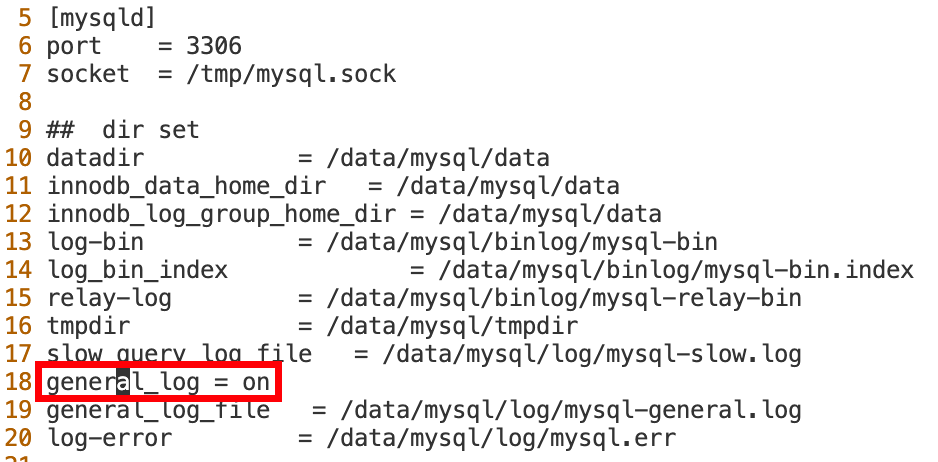 5 [mysqld]
6 port    = 3306
7 socket  = /tmp/mysql.sock
8
9 ##  dir set
10 datadir           = /data/mysql/data
11 innodb_data_home_dir   = /data/mysql/data
12 innodb_log_group_home_dir = /data/mysql/data
13 log-bin           = /data/mysql/binlog/mysql-bin
14 log_bin_index             = /data/mysql/binlog/mysql-bin.index
15 relay-log         = /data/mysql/binlog/mysql-relay-bin
16 tmpdir            = /data/mysql/tmpdir
17 slow_query_log_file   = /data/mysql/log/mysql-slow.log
18 general_log = on
19 general_log_file   = /data/mysql/log/mysql-general.log
20 log-error         = /data/mysql/log/mysql.err